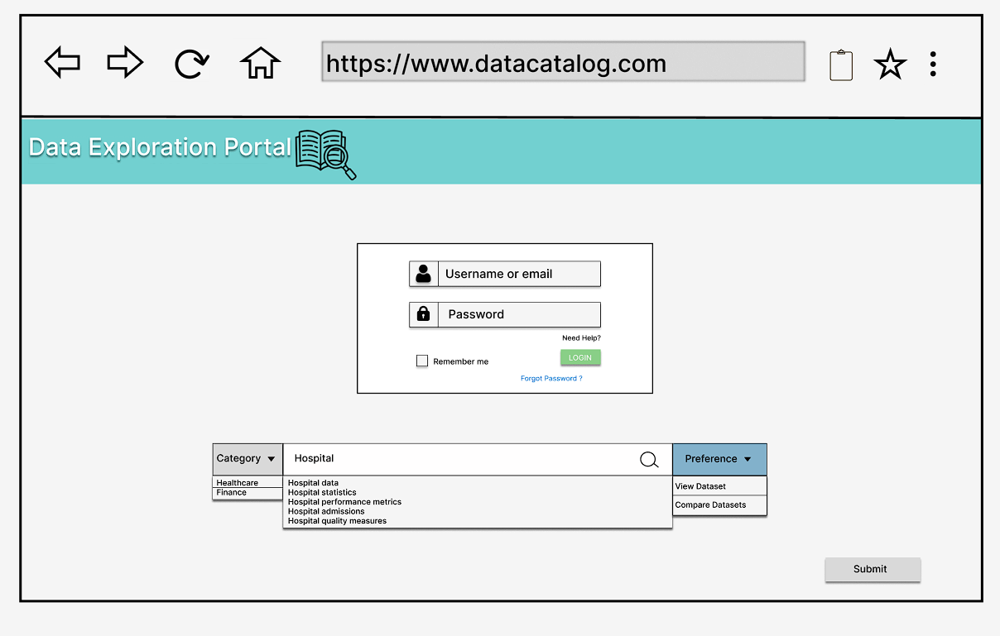 https://www.datacatalog.com
Data Exploration Portal
Username or email
Password
Need Help?
Remember me
LOGIN
Forgot Password ?
Category
Hospital
Preference
Healthcare
Finance
Hospital data
Hospital statistics
Hospital performance metrics
Hospital admissions
Hospital quality measures
View Dataset
Compare Datasets
Submit